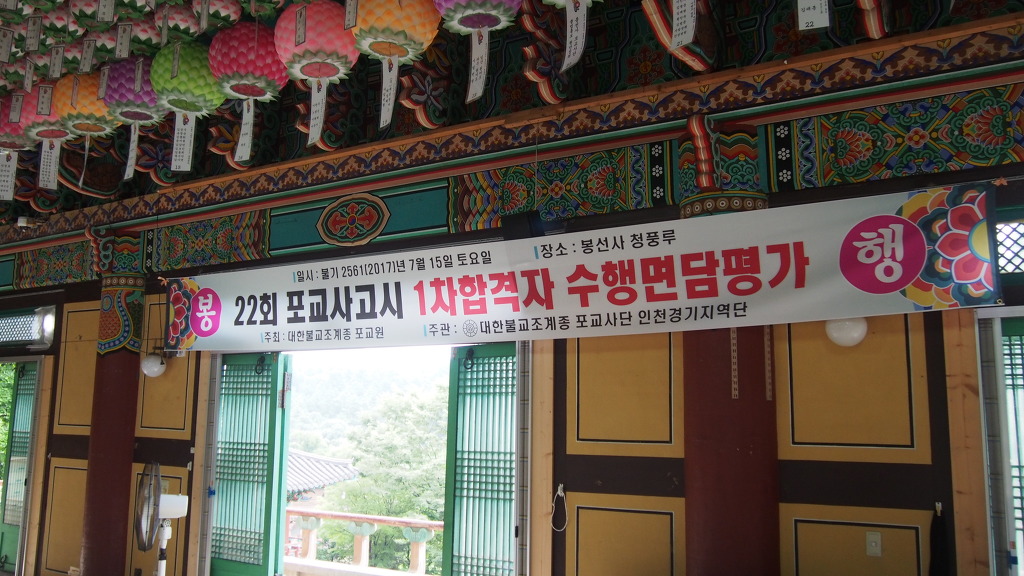 일시 : 불기 2561(2017)년 7월 15일 토요일 장소 : 봉선사 청풍루
봉 22회 포교사고시 1차합격자 수행면담평가 행
주최 : 대한불교조계종 포교원 주관 : 대한불교조계종 포교사단 인천경기지역단
22